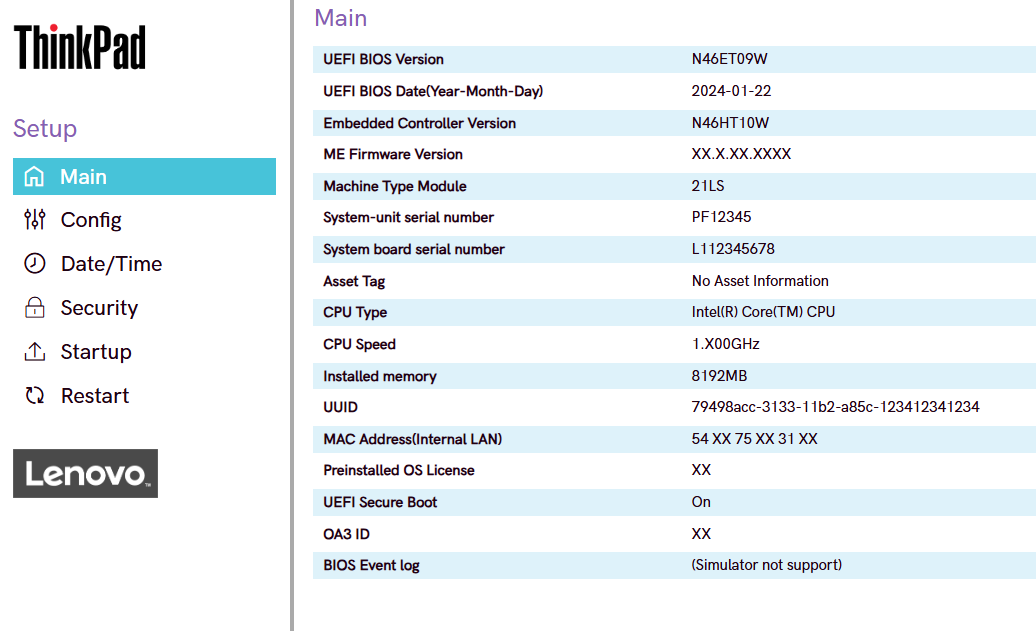 ThinkPad
Setup
Main
Config
Date/Time
Security
Startup
Restart
Lenovo™
Main
UEFI BIOS Version N46ET09W
UEFI BIOS Date(Year-Month-Day) 2024-01-22
Embedded Controller Version N46HT10W
ME Firmware Version XX.X.XX.XXXX
Machine Type Module 21LS
System-unit serial number PF12345
System board serial number L112345678
Asset Tag No Asset Information
CPU Type Intel(R) Core(TM) CPU
CPU Speed 1.X00GHz
Installed memory 8192MB
UUID 79498acc-3133-11b2-a85c-123412341234
MAC Address(Internal LAN) 54 XX 75 XX 31 XX
Preinstalled OS License XX
UEFI Secure Boot On
OA3 ID XX
BIOS Event log (Simulator not support)